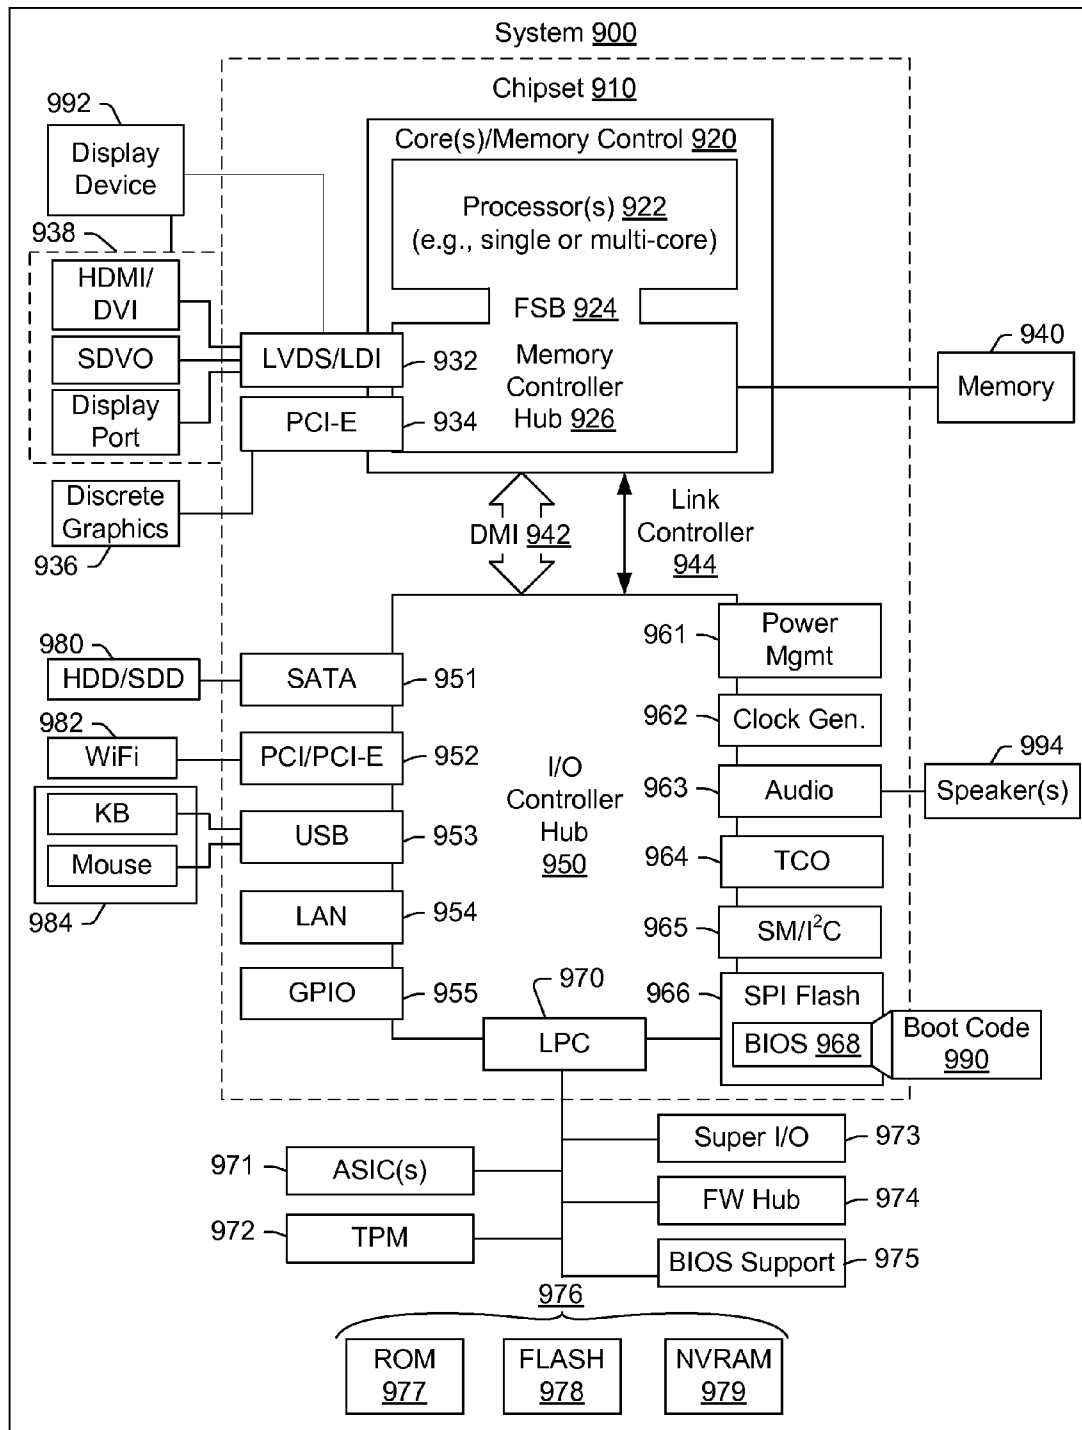 System 900
Chipset 910
992
Display
Device
Core(s)/Memory Control 920
Processor(s) 922
(e.g., single or multi-core)
938
HDMI/
DVI
SDVO
Display
Port
FSB 924
LVDS/LDI
932
PCI-E
934
Memory
Controller
Hub 926
940
Memory
Discrete
Graphics
936
DMI 942
Link
Controller
944
980
HDD/SDD
SATA
951
982
WiFi
PCI/PCI-E
952
KB
Mouse
984
USB
953
LAN
954
GPIO
955
I/O
Controller
Hub
950
961
Power
Mgmt
962
Clock Gen.
963
Audio
994
Speaker(s)
964
TCO
965
SM/I²C
966
SPI Flash
BIOS 968
Boot Code
990
970
LPC
971
ASIC(s)
972
TPM
Super I/O
973
FW Hub
974
BIOS Support
975
976
ROM
977
FLASH
978
NVRAM
979